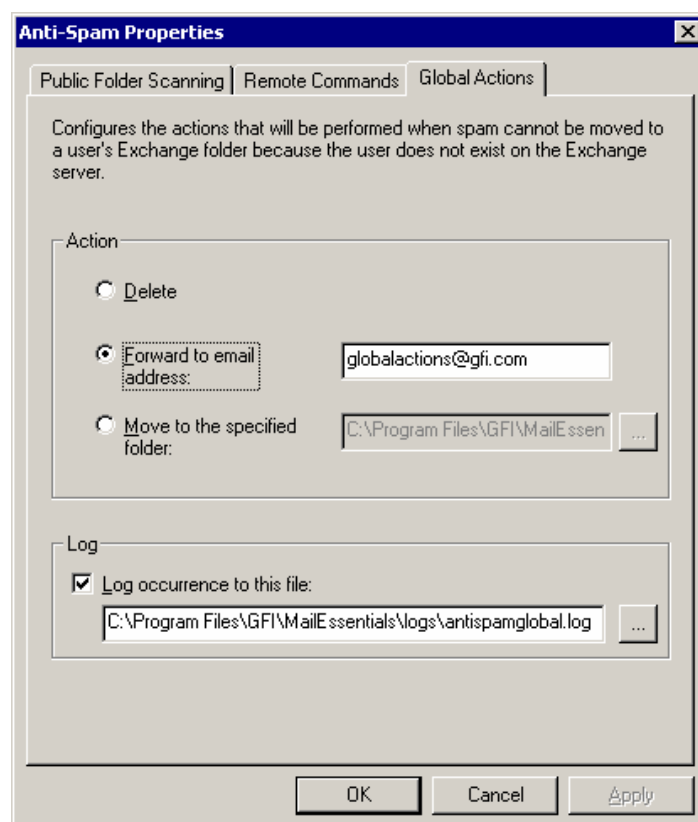 Anti-Spam Properties
Public Folder Scanning
Remote Commands
Global Actions
Configures the actions that will be performed when spam cannot be moved to
a user's Exchange folder because the user does not exist on the Exchange
server.
Action
Delete
Forward to email
address:
globalactions@gfi.com
Move to the specified
folder:
C:\Program Files\GFI\MailEssen
...
Log
Log occurrence to this file:
C:\Program Files\GFI\MailEssentials\logs\antispamglobal.log
...
OK
Cancel
Apply